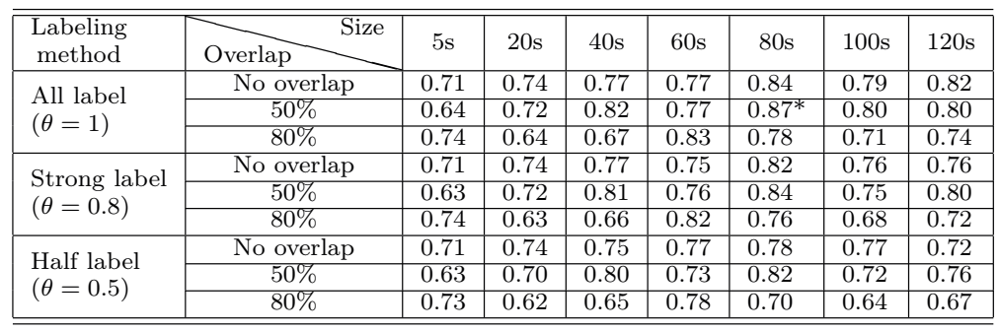 Labeling method Size Overlap 5s 20s 40s 60s 80s 100s 120s
All label (θ = 1) No overlap 0.71 0.74 0.77 0.77 0.84 0.79 0.82
50% 0.64 0.72 0.82 0.77 0.87* 0.80 0.80
80% 0.74 0.64 0.67 0.83 0.78 0.71 0.74
Strong label (θ = 0.8) No overlap 0.71 0.74 0.77 0.75 0.82 0.76 0.76
50% 0.63 0.72 0.81 0.76 0.84 0.75 0.80
80% 0.74 0.63 0.66 0.82 0.76 0.68 0.72
Half label (θ = 0.5) No overlap 0.71 0.74 0.75 0.77 0.78 0.77 0.72
50% 0.63 0.70 0.80 0.73 0.82 0.72 0.76
80% 0.73 0.62 0.65 0.78 0.70 0.64 0.67